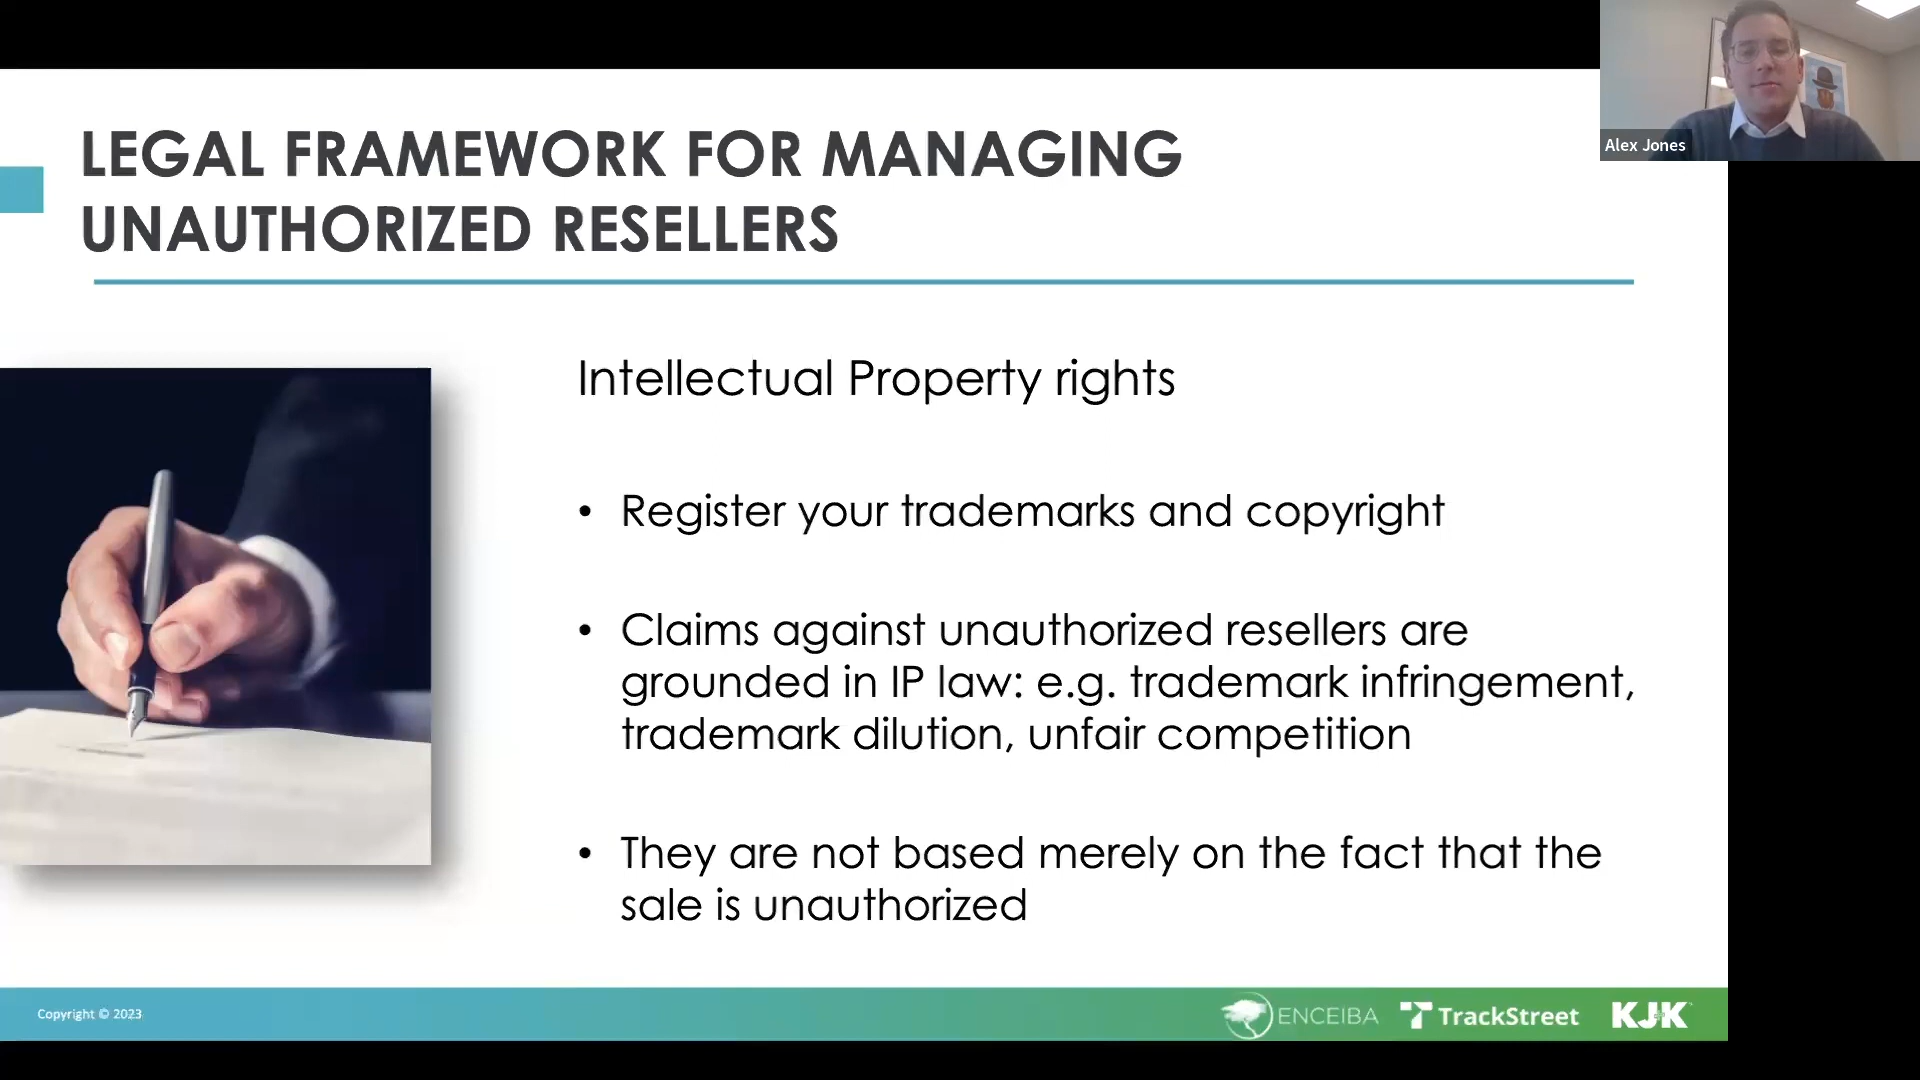 Alex Jones
LEGAL FRAMEWORK FOR MANAGING
UNAUTHORIZED RESELLERS
Intellectual Property rights
• Register your trademarks and copyright
• Claims against unauthorized resellers are
grounded in IP law: e.g. trademark infringement,
trademark dilution, unfair competition
• They are not based merely on the fact that the
sale is unauthorized
Copyright © 2023
ENCEIBA
TrackStreet
KJK